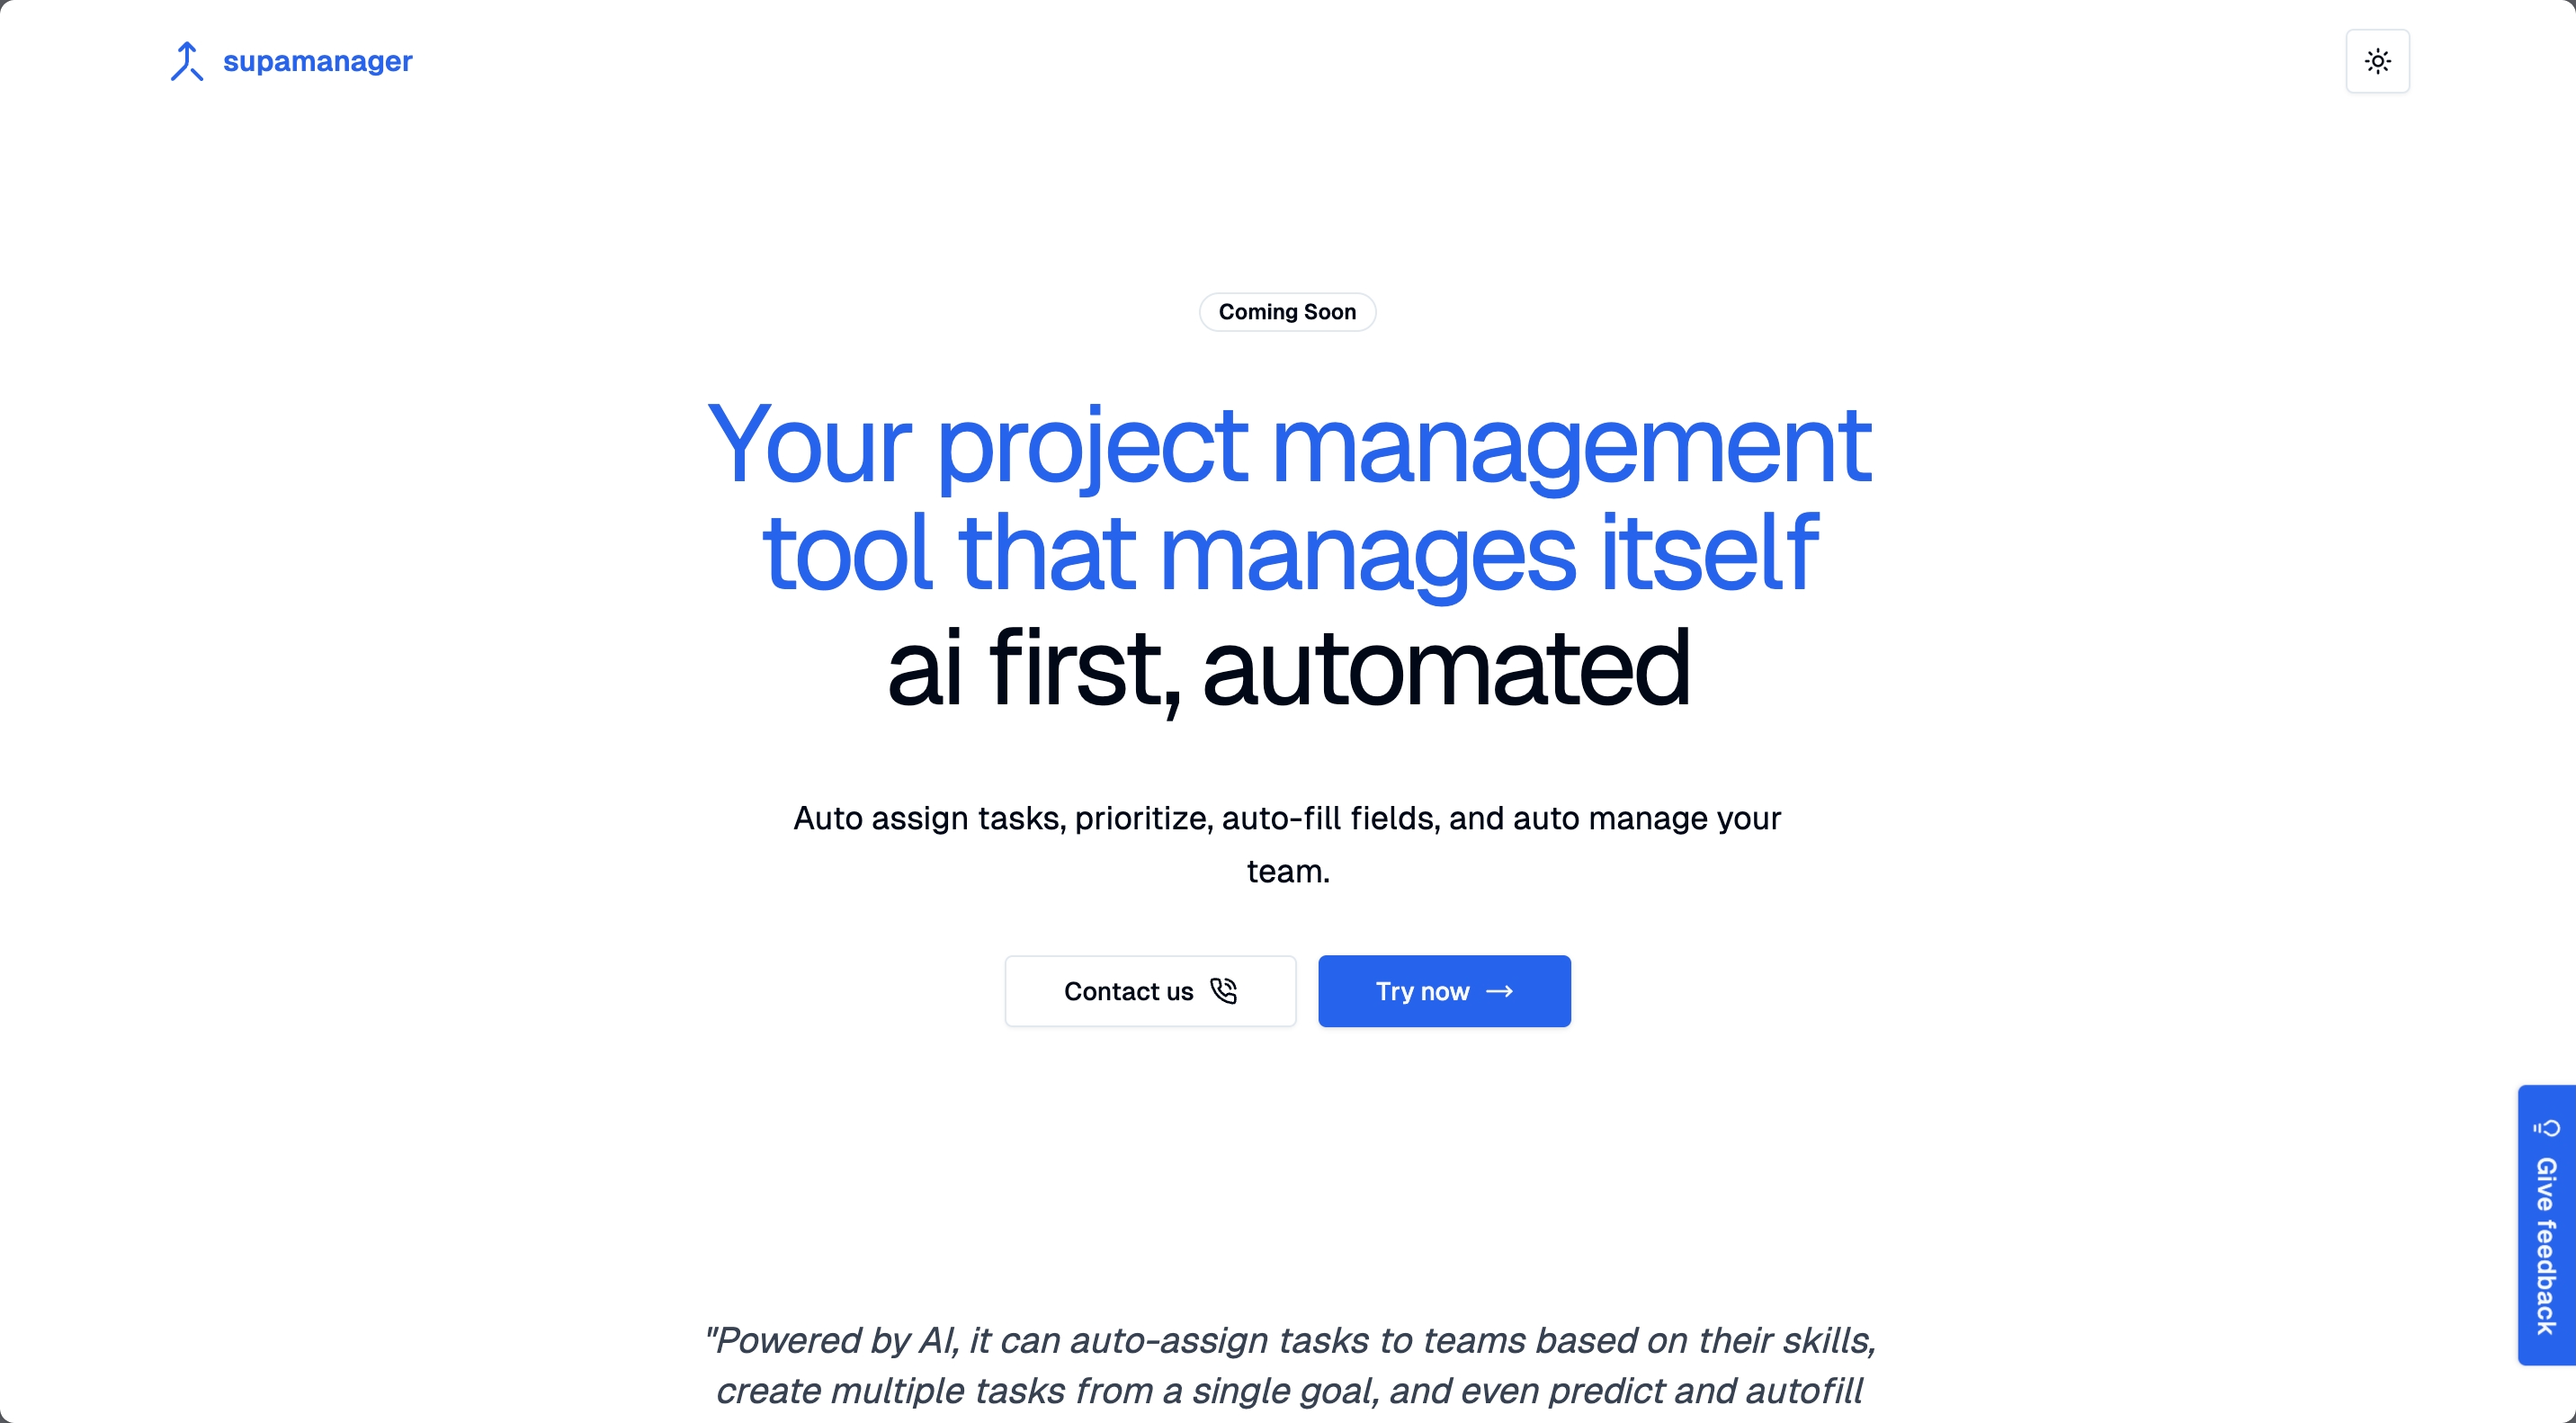 supamanager
Coming Soon
Your project management
tool that manages itself
ai first, automated
Auto assign tasks, prioritize, auto-fill fields, and auto manage your
team.
Contact us
Try now
Give feedback
"Powered by AI, it can auto-assign tasks to teams based on their skills,
create multiple tasks from a single goal, and even predict and autofill